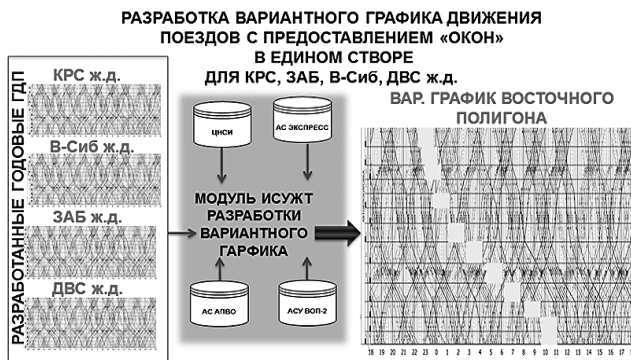 РАЗРАБОТКА ВАРИАНТНОГО ГРАФИКА ДВИЖЕНИЯ
ПОЕЗДОВ С ПРЕДОСТАВЛЕНИЕМ «ОКОН»
В ЕДИНОМ СТВОРЕ
ДЛЯ КРС, ЗАБ, В-Сиб, ДВС ж.д.
РАЗРАБОТАННЫЕ ГОДОВЫЕ ГДП
КРС ж.д.
В-Сиб ж.д.
ЗАБ ж.д.
ДВС ж.д.
ЦНСИ
АС ЭКСПРЕСС
МОДУЛЬ ИСУЖТ
РАЗРАБОТКИ
ВАРИАНТНОГО
ГАРФИКА
АС АПВО
АСУ ВОП-2
ВАР. ГРАФИК ВОСТОЧНОГО
ПОЛИГОНА
18 19 20 21 22 23 0 1 2 3 4 5 6 7 8 9 10 11 12 13 14 15 16 17